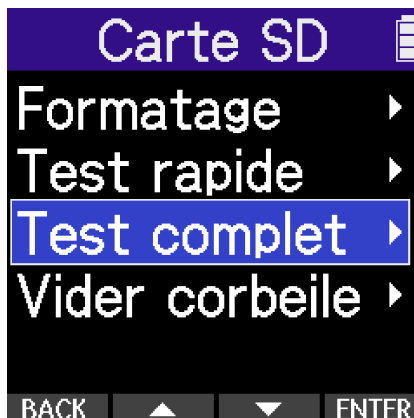 Carte SD
Formatage
Test rapide
Test complet
Vider corbeile
BACK ENTER